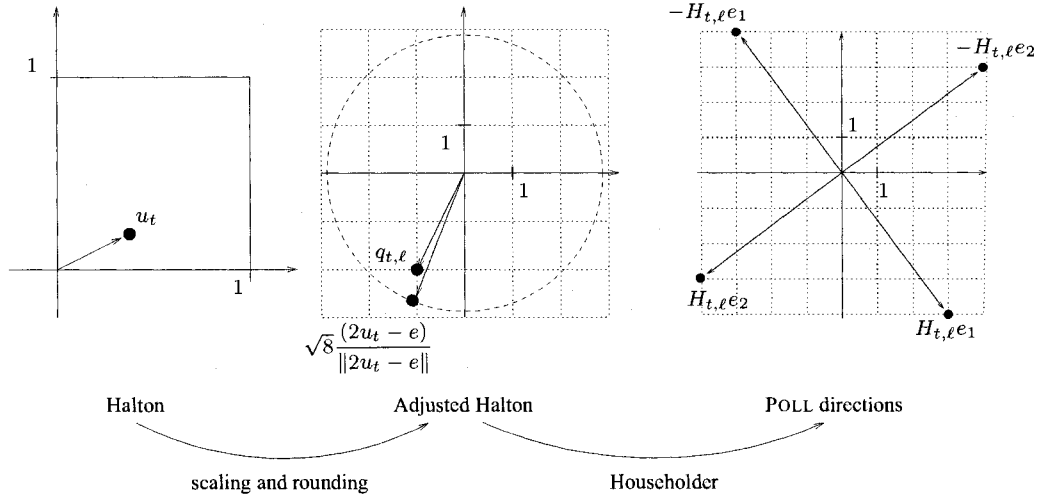 1
u_t
1
1
1
q_{t,ℓ}
√8 (2u_t − e) / ‖2u_t − e‖
−H_{t,ℓ}e_1
−H_{t,ℓ}e_2
1
1
H_{t,ℓ}e_2
H_{t,ℓ}e_1
Halton
Adjusted Halton
POLL directions
scaling and rounding
Householder